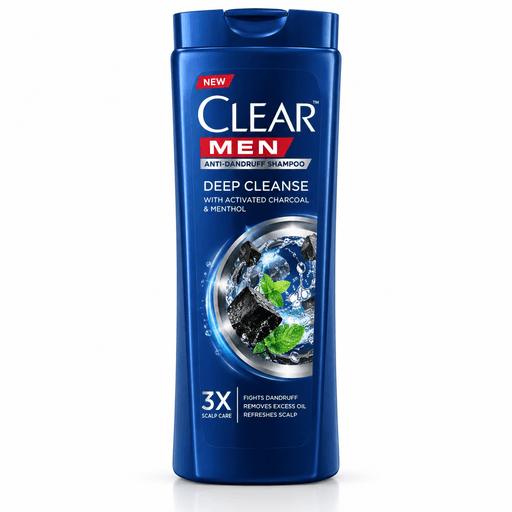 NEW
CLEAR™
MEN
ANTI-DANDRUFF SHAMPOO
DEEP CLEANSE
WITH ACTIVATED CHARCOAL
& MENTHOL
3X
SCALP CARE
FIGHTS DANDRUFF
REMOVES EXCESS OIL
REFRESHES SCALP